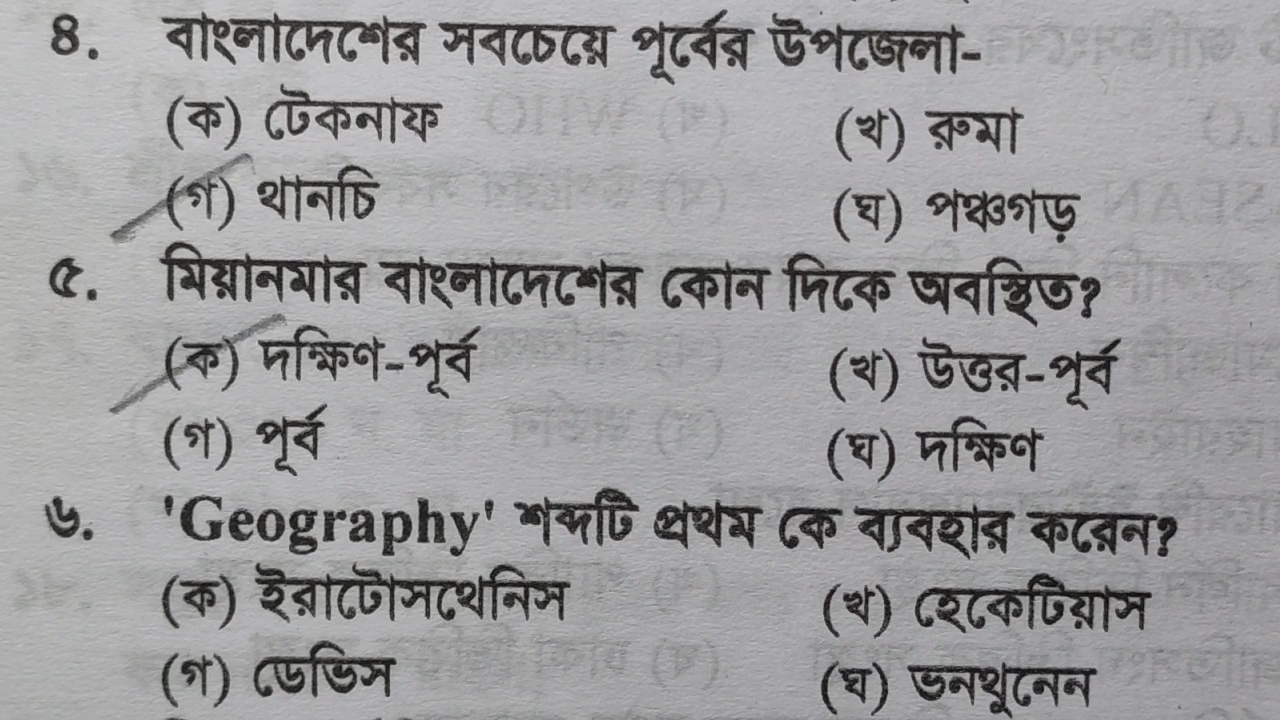 ৪. বাংলাদেশের সবচেয়ে পূর্বের উপজেলা-
(ক) টেকনাফ (খ) রুমা
(গ) থানচি (ঘ) পঞ্চগড়
৫. মিয়ানমার বাংলাদেশের কোন দিকে অবস্থিত?
(ক) দক্ষিণ-পূর্ব (খ) উত্তর-পূর্ব
(গ) পূর্ব (ঘ) দক্ষিণ
৬. 'Geography' শব্দটি প্রথম কে ব্যবহার করেন?
(ক) ইরাটোসথেনিস (খ) হেকেটিয়াস
(গ) ডেভিস (ঘ) ভনথুনেন